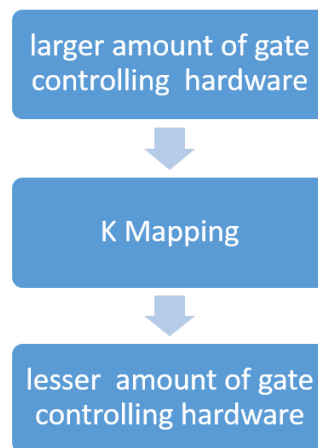 larger amount of gate
controlling hardware
K Mapping
lesser amount of gate
controlling hardware